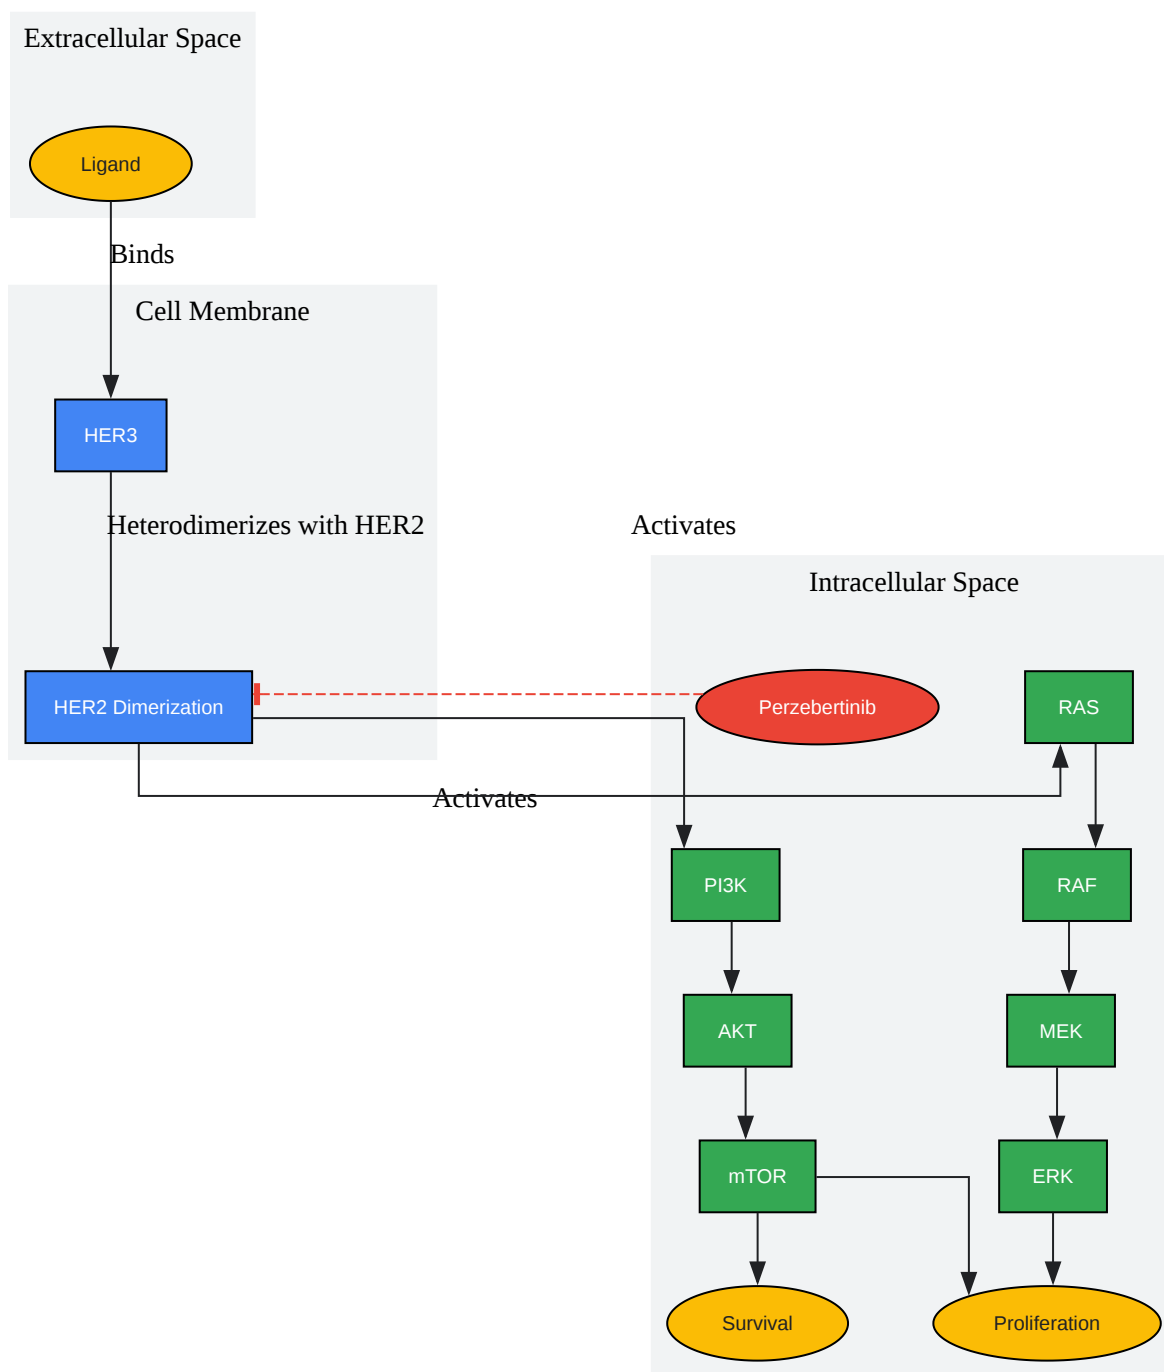 Extracellular Space
Ligand
Binds
Cell Membrane
HER3
Heterodimerizes with HER2
Activates
Intracellular Space
HER2 Dimerization
Perzebertinib
RAS
Activates
PI3K
RAF
AKT
MEK
mTOR
ERK
Survival
Proliferation